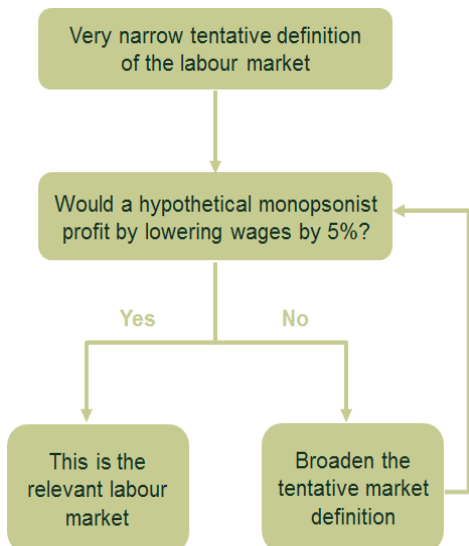 Very narrow tentative definition
of the labour market
Would a hypothetical monopsonist
profit by lowering wages by 5%?
Yes
No
This is the
relevant labour
market
Broaden the
tentative market
definition